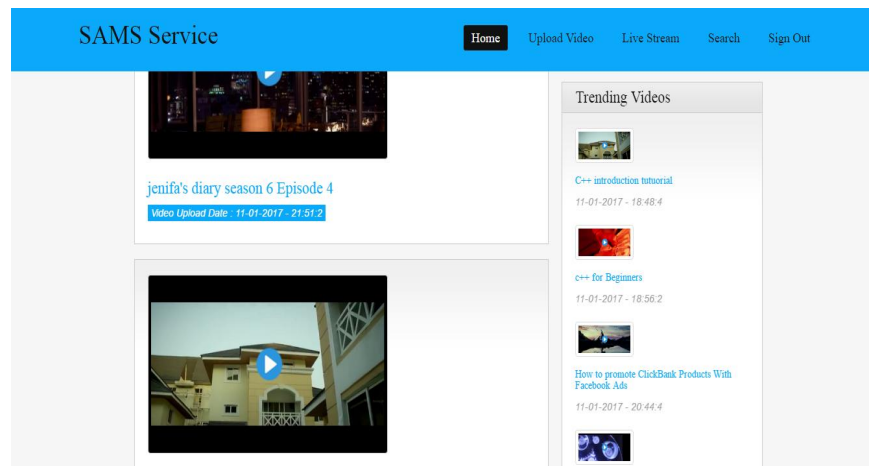 SAMS Service
Home
Upload Video
Live Stream
Search
Sign Out
jenifa's diary season 6 Episode 4
Video Upload Date : 11-01-2017 - 21:51:2
Trending Videos
C++ introduction tutuorial
11-01-2017 - 18:48:4
c++ for Beginners
11-01-2017 - 18:56:2
How to promote ClickBank Products With
Facebook Ads
11-01-2017 - 20:44:4